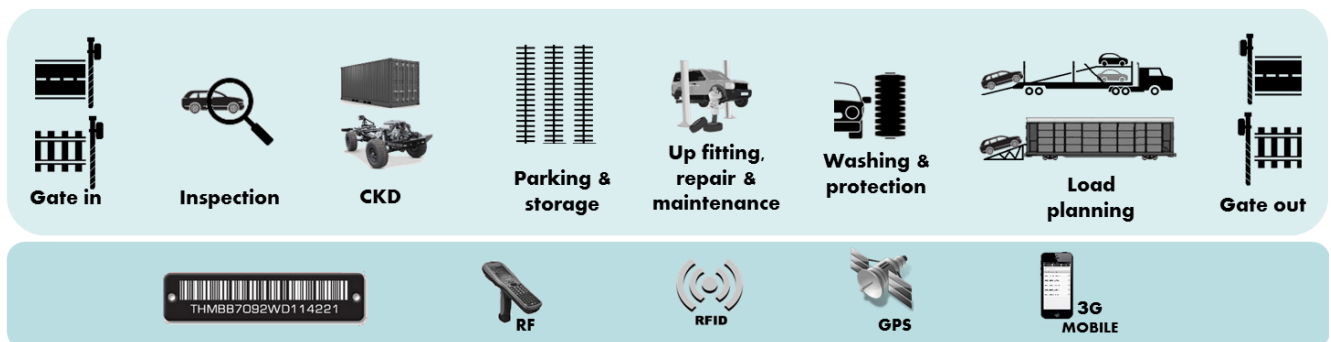 Gate in
Inspection
CKD
Parking &
storage
Up fitting,
repair &
maintenance
Washing &
protection
Load
planning
Gate out
THMBB7092WD114221
RF
RFID
GPS
3G
MOBILE